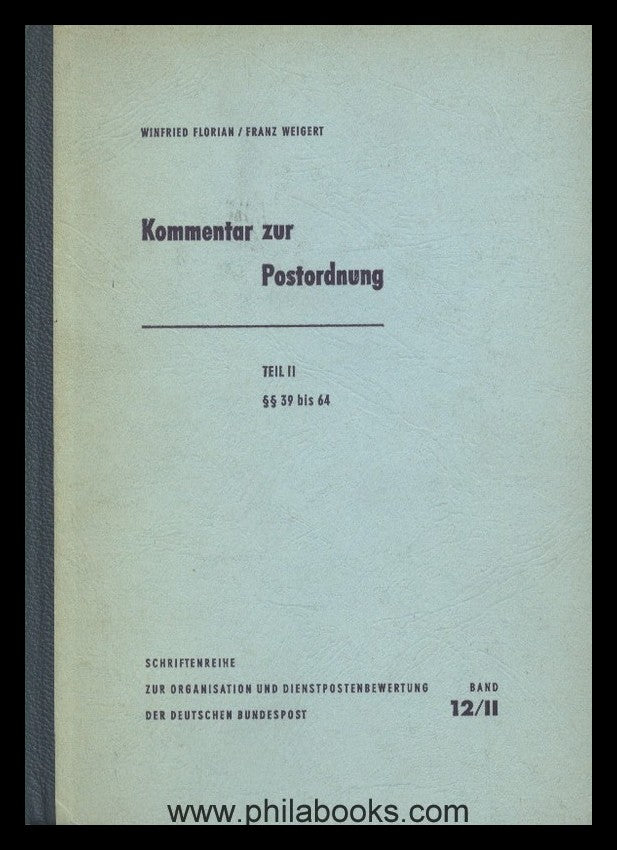 WINFRIED FLORIAN / FRANZ WEIGERT
Kommentar zur
Postordnung
TEIL II
§§ 39 bis 64
SCHRIFTENREIHE
ZUR ORGANISATION UND DIENSTPOSTENBEWERTUNG BAND
DER DEUTSCHEN BUNDESPOST 12/II
www.philabooks.com